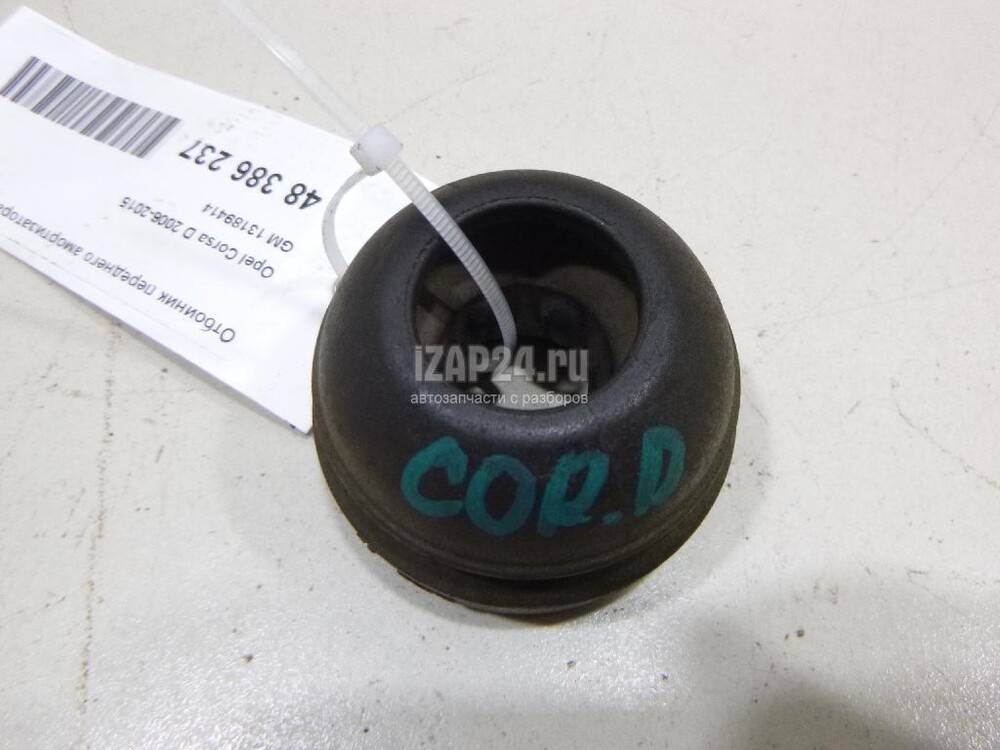 48 386 237
GM 13189414
Opel Corsa D 2006-2015
Отбойник переднего амортизатора
iZAP24.ru
автозапчасти с разборов
COR.D